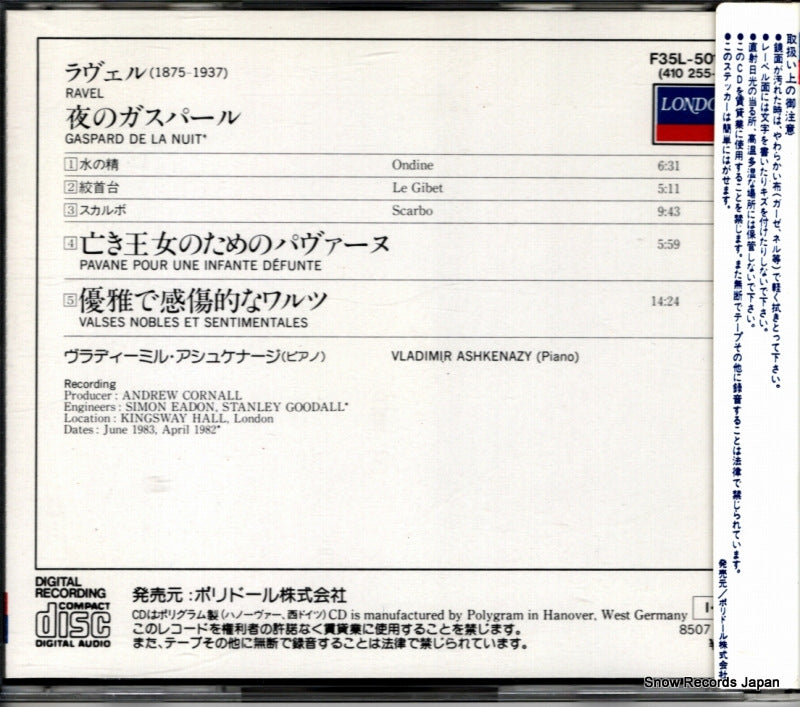 ラヴェル(1875-1937)
RAVEL
夜のガスパール
GASPARD DE LA NUIT*
1 水の精 Ondine 6:31
2 絞首台 Le Gibet 5:11
3 スカルボ Scarbo 9:43
4 亡き王女のためのパヴァーヌ 5:59
PAVANE POUR UNE INFANTE DÉFUNTE
5 優雅で感傷的なワルツ 14:24
VALSES NOBLES ET SENTIMENTALES
ヴラディーミル・アシュケナージ(ピアノ) VLADIMIR ASHKENAZY (Piano)
Recording
Producer : ANDREW CORNALL
Engineers : SIMON EADON, STANLEY GOODALL*
Location : KINGSWAY HALL, London
Dates : June 1983, April 1982*
F35L-50
(410 255-
LONDO
DIGITAL RECORDING
COMPACT disc
DIGITAL AUDIO
発売元:ポリドール株式会社
CDはポリグラム製(ハノーヴァー、西ドイツ) CD is manufactured by Polygram in Hanover, West Germany
このレコードを権利者の許諾なく賃貸業に使用することを禁じます。
また、テープその他に無断で録音することは法律で禁じられています。
8507
取扱い上の御注意
●鏡面が汚れた時は、やわらかい布(ガーゼ、ネル等)で軽く拭きとって下さい。
●レーベル面には文字を書いたりキズを付けたりしないで下さい。
●直射日光の当る所、高温多湿な場所には保管しないで下さい。
●このCDを賃貸業に使用することを禁じます。また無断でテープその他に録音することは法律で禁じられています。
●このステッカーは簡単にはがせます。
発売元/ポリドール株式会社
Snow Records Japan